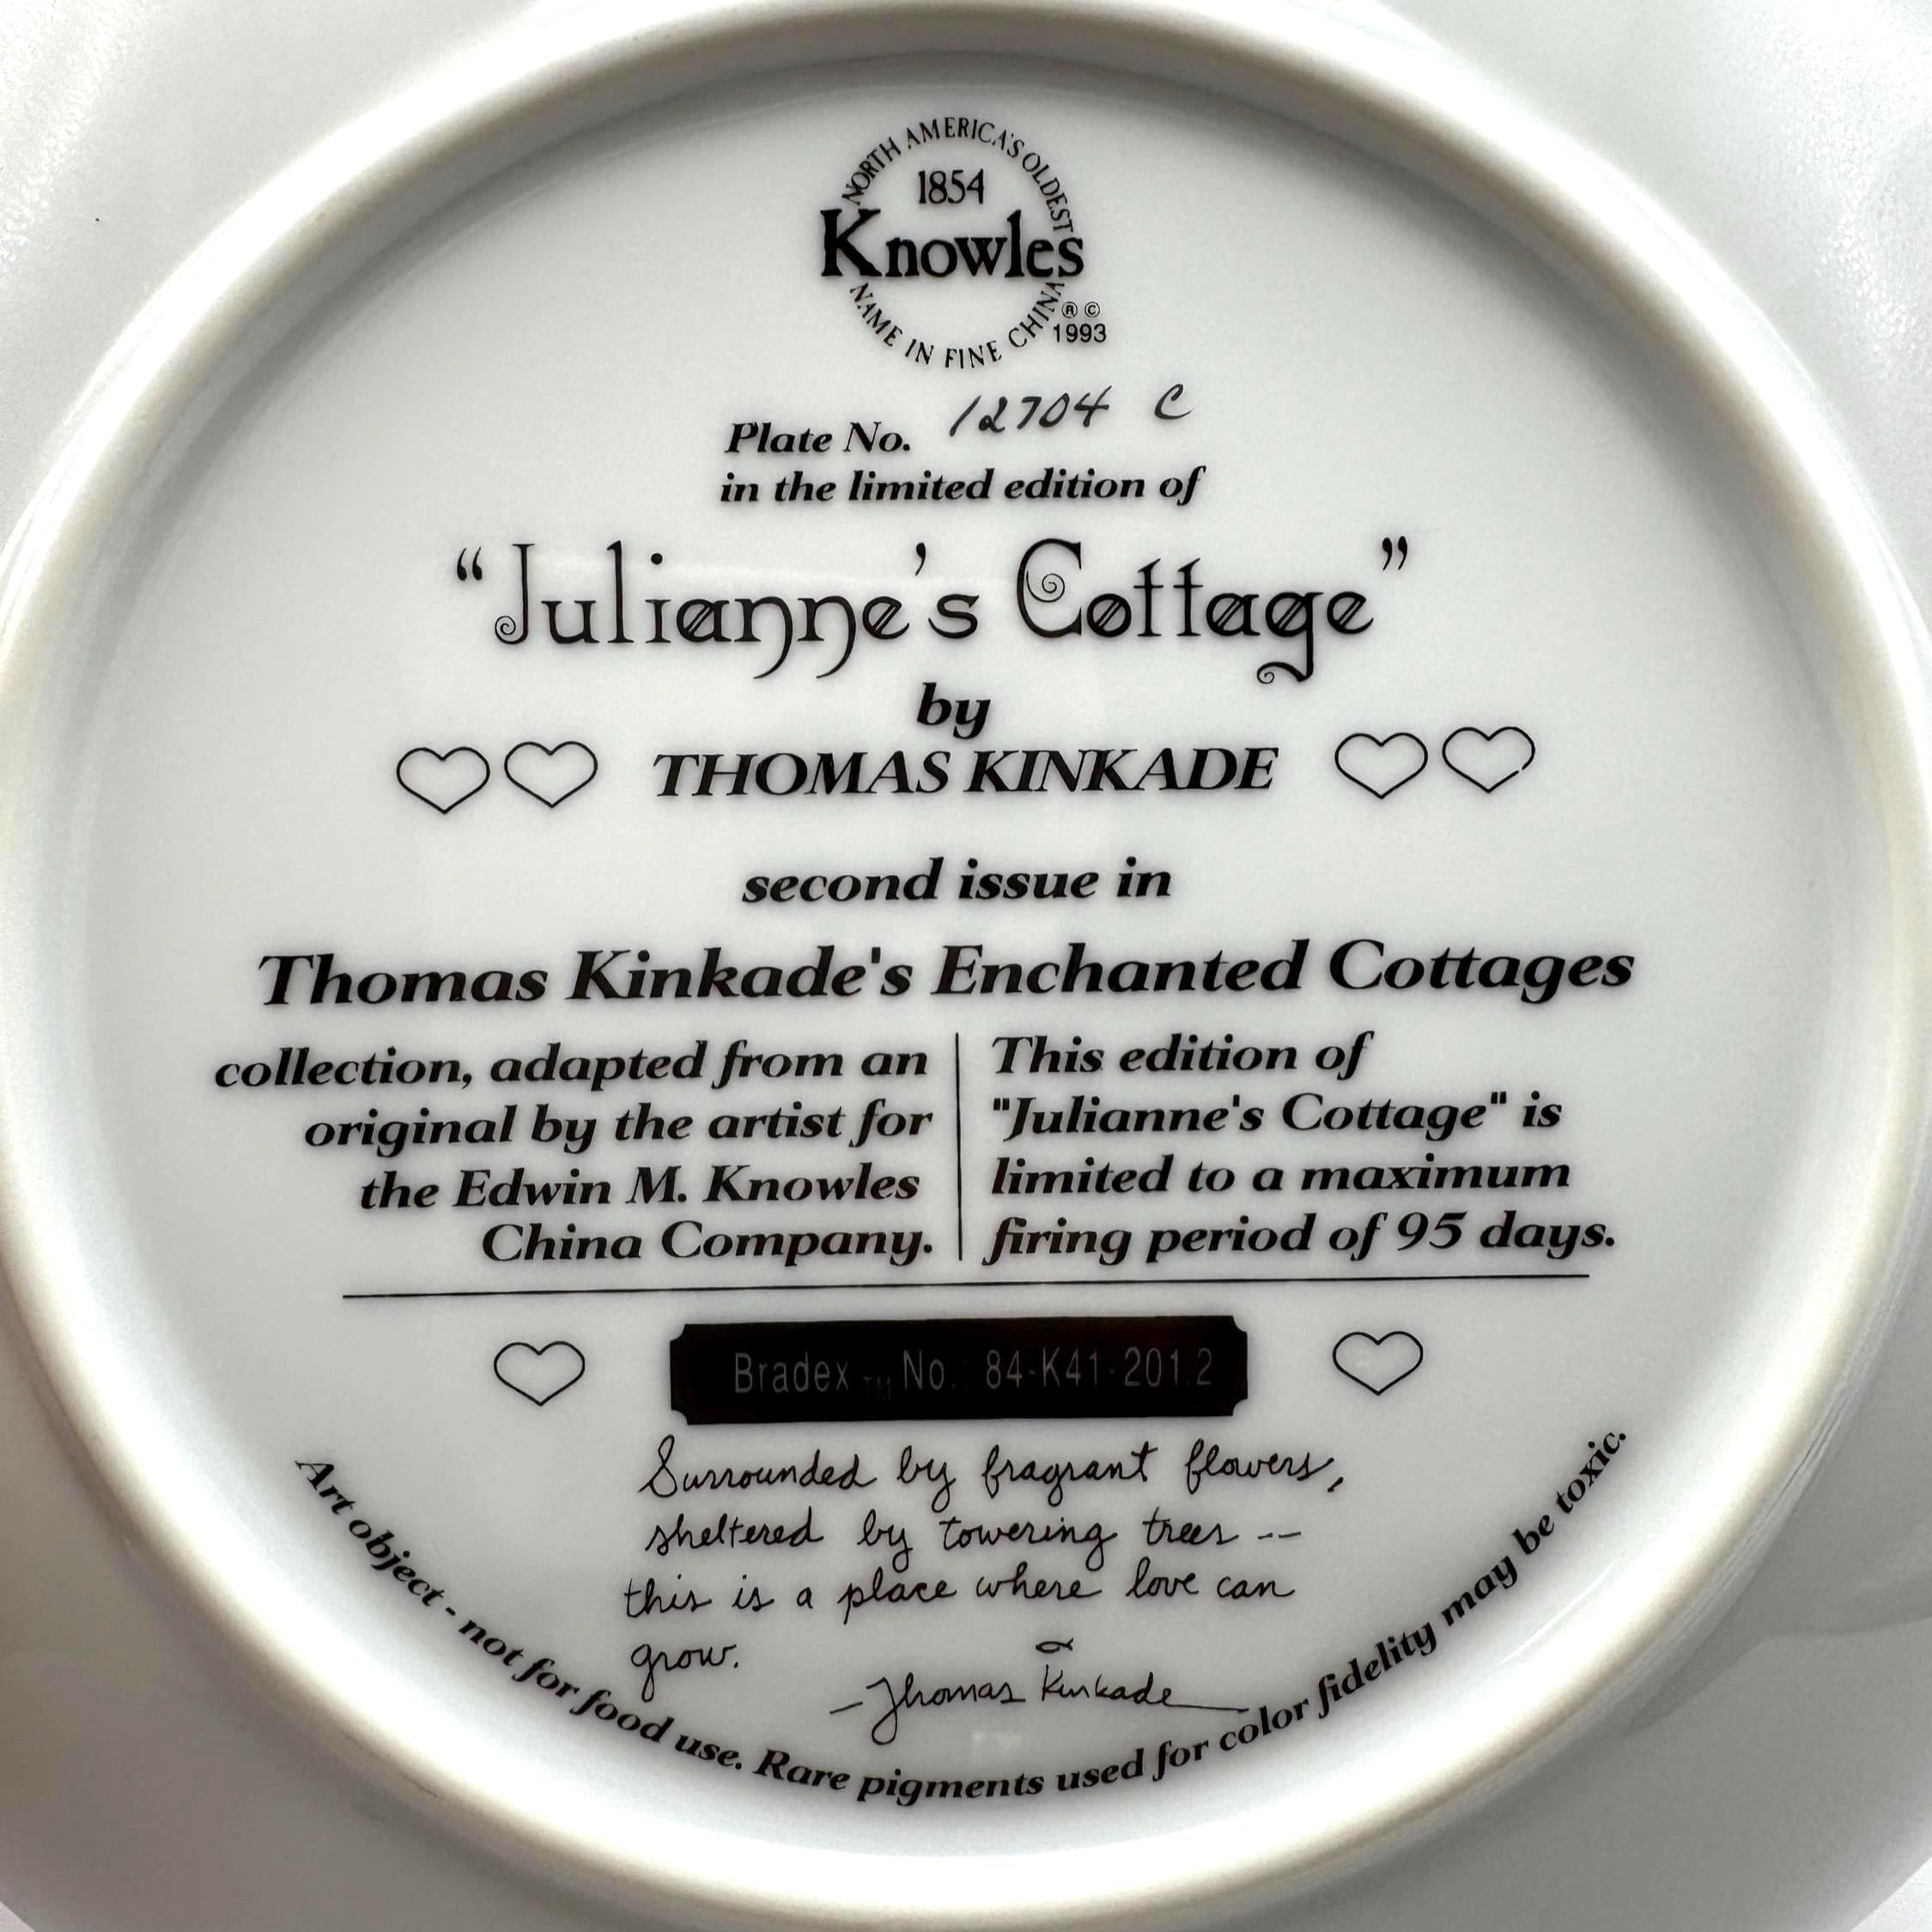 NORTH AMERICA'S OLDEST
1854
Knowles
NAME IN FINE CHINA
® ©
1993
Plate No. 12704 C
in the limited edition of
“Julianne’s Cottage”
by
THOMAS KINKADE
second issue in
Thomas Kinkade's Enchanted Cottages
collection, adapted from an
original by the artist for
the Edwin M. Knowles
China Company.
This edition of
"Julianne's Cottage" is
limited to a maximum
firing period of 95 days.
Bradex™ No. 84-K41-201.2
Surrounded by fragrant flowers,
sheltered by towering trees --
this is a place where love can
grow.
— Thomas Kinkade
Art object - not for food use. Rare pigments used for color fidelity may be toxic.